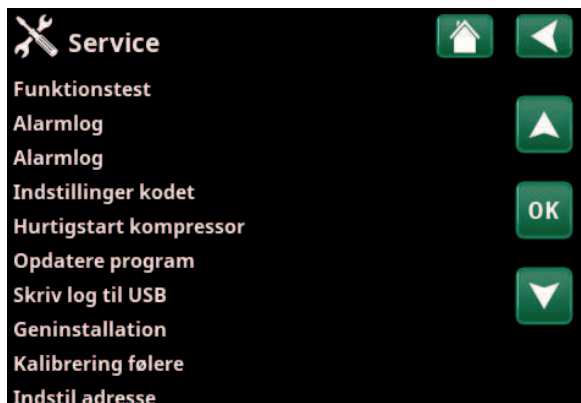 Service
Funktionstest
Alarmlog
Alarmlog
Indstillinger kodet
Hurtigstart kompressor
OK
Opdatere program
Skriv log til USB
Geninstallation
Kalibrering følere
Indstil adresse